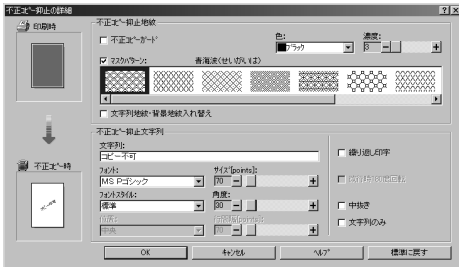 不正ｺﾋﾟｰ抑止の詳細
印刷時
不正ｺﾋﾟｰ時
不正ｺﾋﾟｰ抑止地紋
不正ｺﾋﾟｰｶﾞｰﾄﾞ
色:
ﾌﾞﾗｯｸ
濃度:
3
ﾏｽｸﾊﾟﾀｰﾝ:
青海波(せいがいは)
文字列地紋・背景地紋入れ替え
不正ｺﾋﾟｰ抑止文字列
文字列:
コピー不可
ﾌｫﾝﾄ:
MS Pゴシック
ｻｲｽﾞ[points]:
70
ﾌｫﾝﾄｽﾀｲﾙ:
標準
角度:
30
中央
70
繰り返し印字
中抜き
文字列のみ
OK
ｷｬﾝｾﾙ
ﾍﾙﾌﾟ
標準に戻す